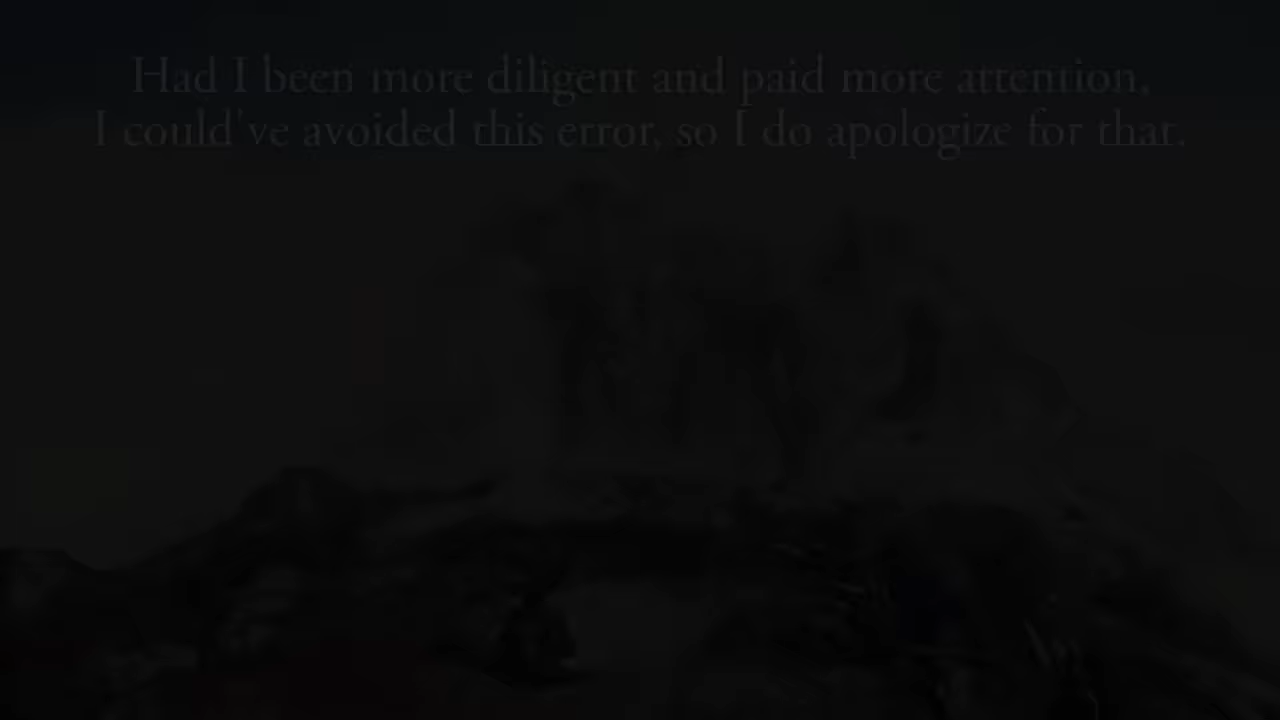 Had I been more diligent and paid more attention,
I could've avoided this error, so I do apologize for that.